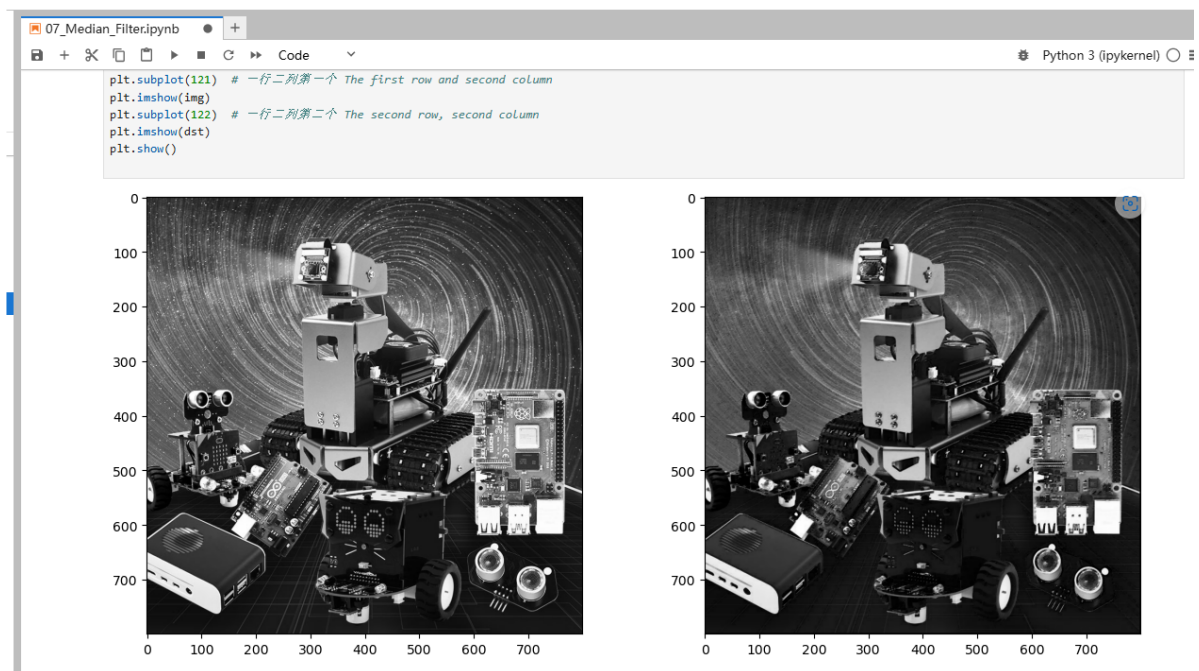 07_Median_Filter.ipynb
Code
Python 3 (ipykernel)
plt.subplot(121)  # 一行二列第一个 The first row and second column
plt.imshow(img)
plt.subplot(122)  # 一行二列第二个 The second row, second column
plt.imshow(dst)
plt.show()
0
100
200
300
400
500
600
700
0 100 200 300 400 500 600 700
0
100
200
300
400
500
600
700
0 100 200 300 400 500 600 700